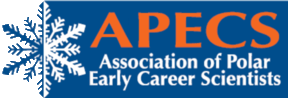 APECS
Association of Polar
Early Career Scientists